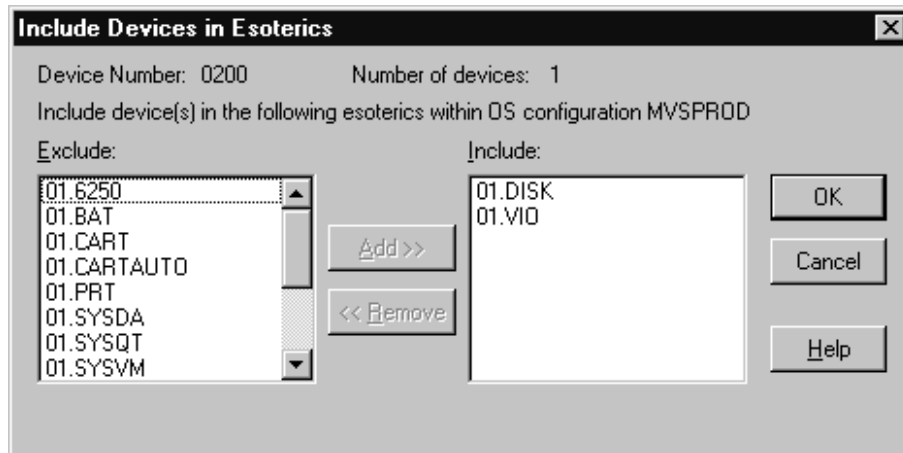 Include Devices in Esoterics
Device Number: 0200 Number of devices: 1
Include device(s) in the following esoterics within OS configuration MVSPROD
Exclude:
01.6250
01.BAT
01.CART
01.CARTAUTO
01.PRT
01.SYSDA
01.SYSQT
01.SYSVM
Add >>
<< Remove
Include:
01.DISK
01.VIO
OK
Cancel
Help